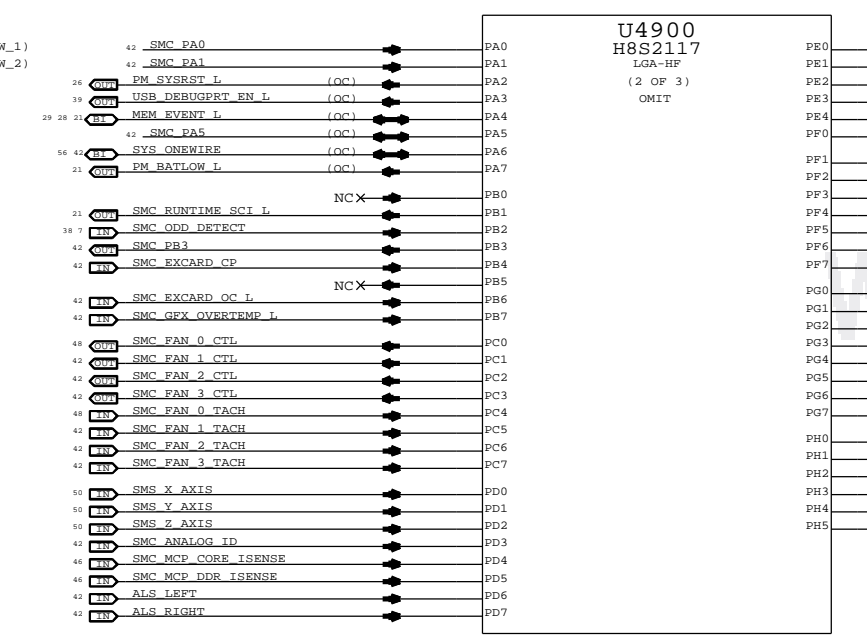 U4900
H8S2117
LGA-HF
(2 OF 3)
OMIT
W_1) 42 SMC_PA0 PA0 PE0
W_2) 42 SMC_PA1 PA1 PE1
26 OUT PM_SYSRST_L (OC) PA2 PE2
39 OUT USB_DEBUGPRT_EN_L (OC) PA3 PE3
29 28 21 BI MEM_EVENT_L (OC) PA4 PE4
42 SMC_PA5 (OC) PA5 PF0
56 42 BI SYS_ONEWIRE (OC) PA6 PF1
21 OUT PM_BATLOW_L (OC) PA7 PF2
NC PB0 PF3
21 OUT SMC_RUNTIME_SCI_L PB1 PF4
38 7 IN SMC_ODD_DETECT PB2 PF5
42 OUT SMC_PB3 PB3 PF6
42 IN SMC_EXCARD_CP PB4 PF7
NC PB5 PG0
42 IN SMC_EXCARD_OC_L PB6 PG1
42 IN SMC_GFX_OVERTEMP_L PB7 PG2
48 OUT SMC_FAN_0_CTL PC0 PG3
42 OUT SMC_FAN_1_CTL PC1 PG4
42 OUT SMC_FAN_2_CTL PC2 PG5
42 OUT SMC_FAN_3_CTL PC3 PG6
48 IN SMC_FAN_0_TACH PC4 PG7
42 IN SMC_FAN_1_TACH PC5 PH0
42 IN SMC_FAN_2_TACH PC6 PH1
42 IN SMC_FAN_3_TACH PC7 PH2
50 IN SMS_X_AXIS PD0 PH3
50 IN SMS_Y_AXIS PD1 PH4
50 IN SMS_Z_AXIS PD2 PH5
42 IN SMC_ANALOG_ID PD3
46 IN SMC_MCP_CORE_ISENSE PD4
46 IN SMC_MCP_DDR_ISENSE PD5
42 IN ALS_LEFT PD6
42 IN ALS_RIGHT PD7